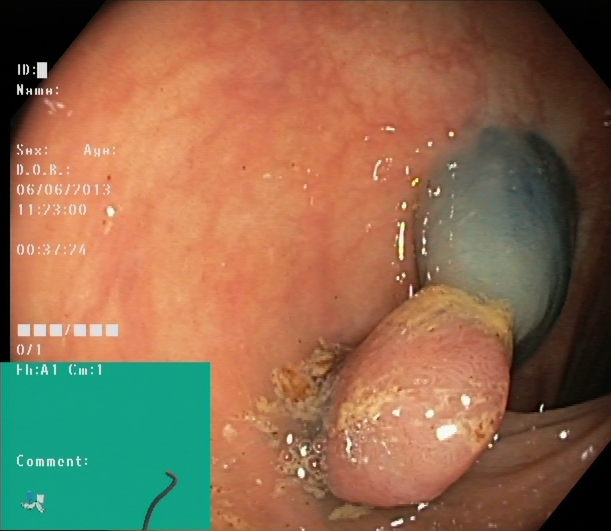 ID:
Name:
Sex: Age:
D.O.B.:
06/06/2013
11:23:00
00:37:24
/
0/1
Eh:A1 Cm:1
Comment: